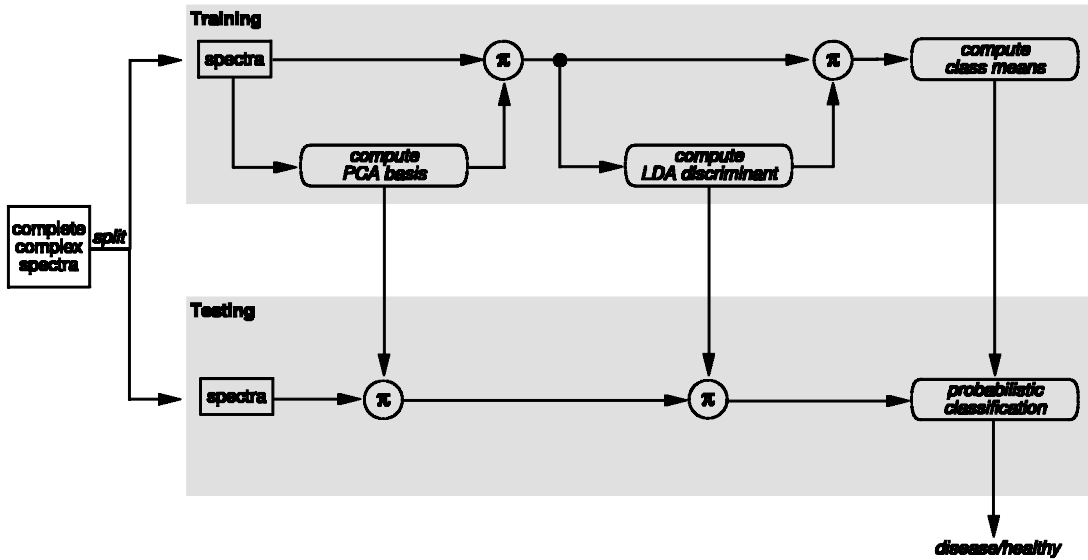 Training
spectra
π
π
compute
class means
compute
PCA basis
compute
LDA discriminant
complete
complex
spectra
split
Testing
spectra
π
π
probabilistic
classification
disease/healthy